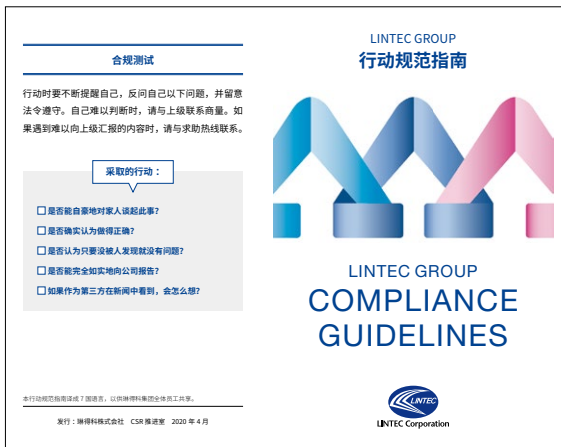 合规测试
行动时要不断提醒自己，反问自己以下问题，并留意
法令遵守。自己难以判断时，请与上级联系商量。如
果遇到难以向上级汇报的内容时，请与求助热线联系。
采取的行动：
□是否能自豪地对家人谈起此事?
□是否确实认为做得正确?
□是否认为只要没被人发现就没有问题?
□是否能完全如实地向公司报告?
□如果作为第三方在新闻中看到，会怎么想?
本行动规范指南译成 7 国语言，以供琳得科集团全体员工共享。
发行：琳得科株式会社 CSR 推进室 2020 年 4 月
LINTEC GROUP
行动规范指南
LINTEC GROUP
COMPLIANCE
GUIDELINES
LINTEC
LINTEC Corporation